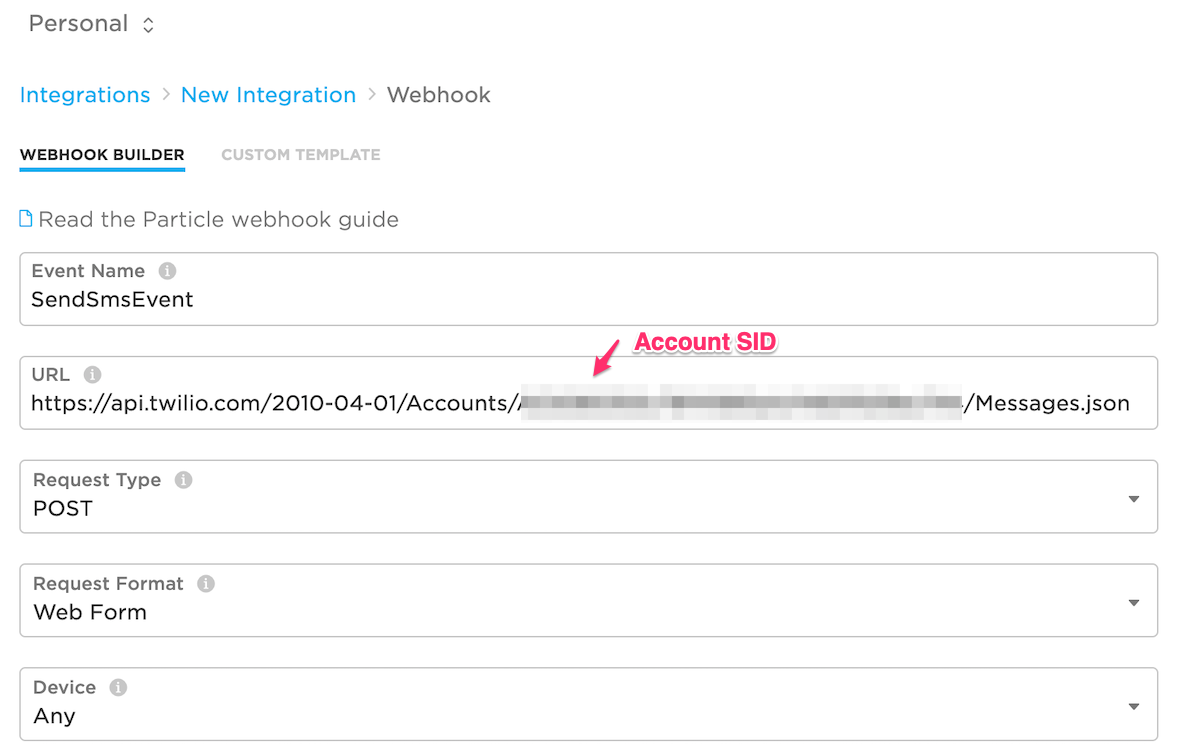 Personal
Integrations > New Integration > Webhook
WEBHOOK BUILDER CUSTOM TEMPLATE
Read the Particle webhook guide
Event Name
SendSmsEvent
Account SID
URL
https://api.twilio.com/2010-04-01/Accounts/ /Messages.json
Request Type
POST
Request Format
Web Form
Device
Any